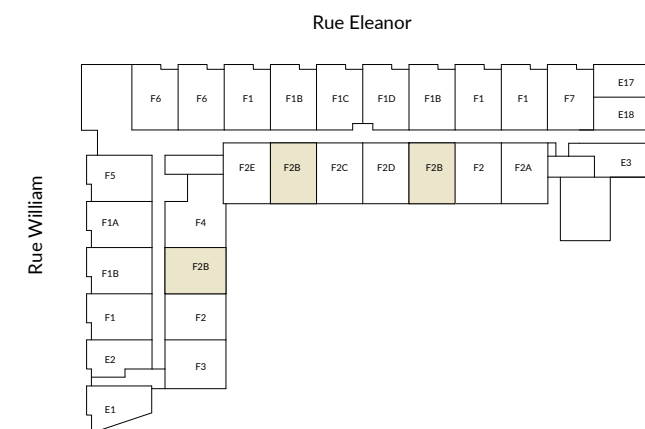 Rue Eleanor
F6 F6 F1 F1B F1C F1D F1B F1 F1 F7 E17
E18
F2E F2B F2C F2D F2B F2 F2A E3
Rue William
F5
F1A F4
F1B F2B
F1 F2
E2 F3
E1